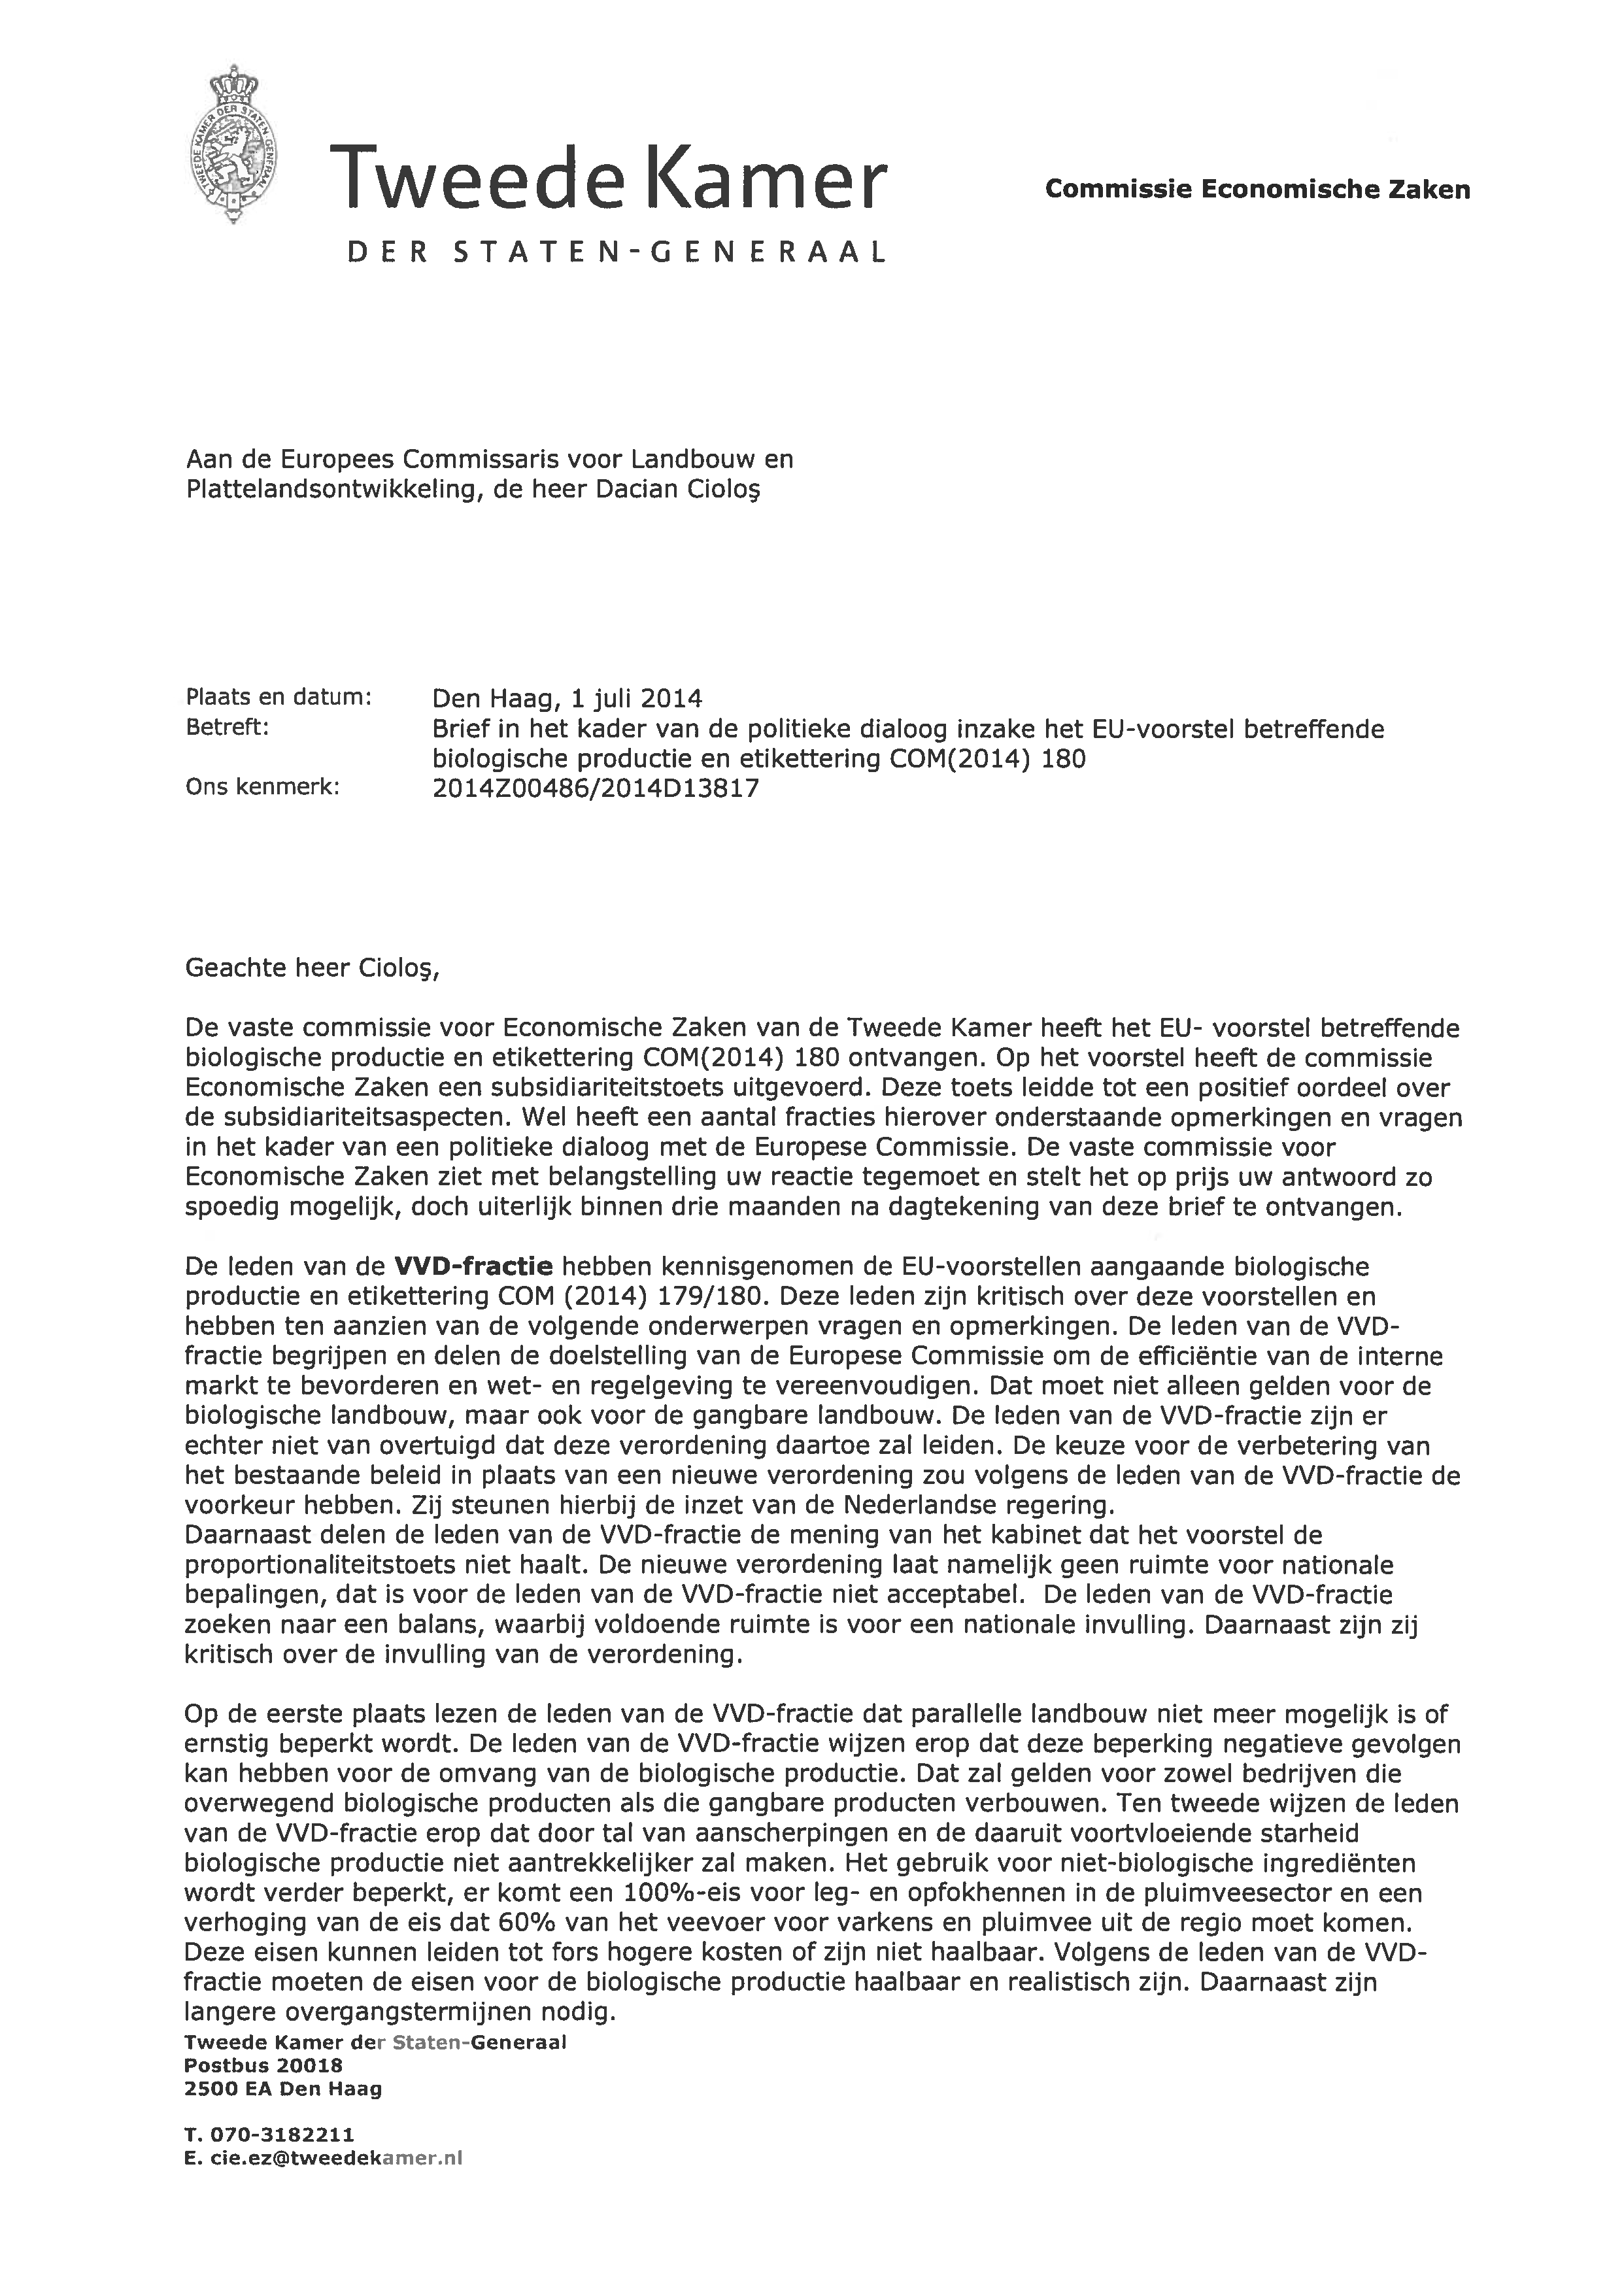 TWEEDE KAMER DER STATEN-GENERAAL
Tweede Kamer
DER STATEN-GENERAAL
Commissie Economische Zaken
Aan de Europees Commissaris voor Landbouw en
Plattelandsontwikkeling, de heer Dacian Cioloş
Plaats en datum: Den Haag, 1 juli 2014
Betreft: Brief in het kader van de politieke dialoog inzake het EU-voorstel betreffende
biologische productie en etikettering COM(2014) 180
Ons kenmerk: 2014Z00486/2014D13817
Geachte heer Cioloş,
De vaste commissie voor Economische Zaken van de Tweede Kamer heeft het EU- voorstel betreffende
biologische productie en etikettering COM(2014) 180 ontvangen. Op het voorstel heeft de commissie
Economische Zaken een subsidiariteitstoets uitgevoerd. Deze toets leidde tot een positief oordeel over
de subsidiariteitsaspecten. Wel heeft een aantal fracties hierover onderstaande opmerkingen en vragen
in het kader van een politieke dialoog met de Europese Commissie. De vaste commissie voor
Economische Zaken ziet met belangstelling uw reactie tegemoet en stelt het op prijs uw antwoord zo
spoedig mogelijk, doch uiterlijk binnen drie maanden na dagtekening van deze brief te ontvangen.
De leden van de VVD-fractie hebben kennisgenomen de EU-voorstellen aangaande biologische
productie en etikettering COM (2014) 179/180. Deze leden zijn kritisch over deze voorstellen en
hebben ten aanzien van de volgende onderwerpen vragen en opmerkingen. De leden van de VVD-
fractie begrijpen en delen de doelstelling van de Europese Commissie om de efficiëntie van de interne
markt te bevorderen en wet- en regelgeving te vereenvoudigen. Dat moet niet alleen gelden voor de
biologische landbouw, maar ook voor de gangbare landbouw. De leden van de VVD-fractie zijn er
echter niet van overtuigd dat deze verordening daartoe zal leiden. De keuze voor de verbetering van
het bestaande beleid in plaats van een nieuwe verordening zou volgens de leden van de VVD-fractie de
voorkeur hebben. Zij steunen hierbij de inzet van de Nederlandse regering.
Daarnaast delen de leden van de VVD-fractie de mening van het kabinet dat het voorstel de
proportionaliteitstoets niet haalt. De nieuwe verordening laat namelijk geen ruimte voor nationale
bepalingen, dat is voor de leden van de VVD-fractie niet acceptabel.  De leden van de VVD-fractie
zoeken naar een balans, waarbij voldoende ruimte is voor een nationale invulling. Daarnaast zijn zij
kritisch over de invulling van de verordening.
Op de eerste plaats lezen de leden van de VVD-fractie dat parallelle landbouw niet meer mogelijk is of
ernstig beperkt wordt. De leden van de VVD-fractie wijzen erop dat deze beperking negatieve gevolgen
kan hebben voor de omvang van de biologische productie. Dat zal gelden voor zowel bedrijven die
overwegend biologische producten als die gangbare producten verbouwen. Ten tweede wijzen de leden
van de VVD-fractie erop dat door tal van aanscherpingen en de daaruit voortvloeiende starheid
biologische productie niet aantrekkelijker zal maken. Het gebruik voor niet-biologische ingrediënten
wordt verder beperkt, er komt een 100%-eis voor leg- en opfokhennen in de pluimveesector en een
verhoging van de eis dat 60% van het veevoer voor varkens en pluimvee uit de regio moet komen.
Deze eisen kunnen leiden tot fors hogere kosten of zijn niet haalbaar. Volgens de leden van de VVD-
fractie moeten de eisen voor de biologische productie haalbaar en realistisch zijn. Daarnaast zijn
langere overgangstermijnen nodig.
Tweede Kamer der Staten-Generaal
Postbus 20018
2500 EA Den Haag
T. 070-3182211
E. cie.ez@tweedekamer.nl